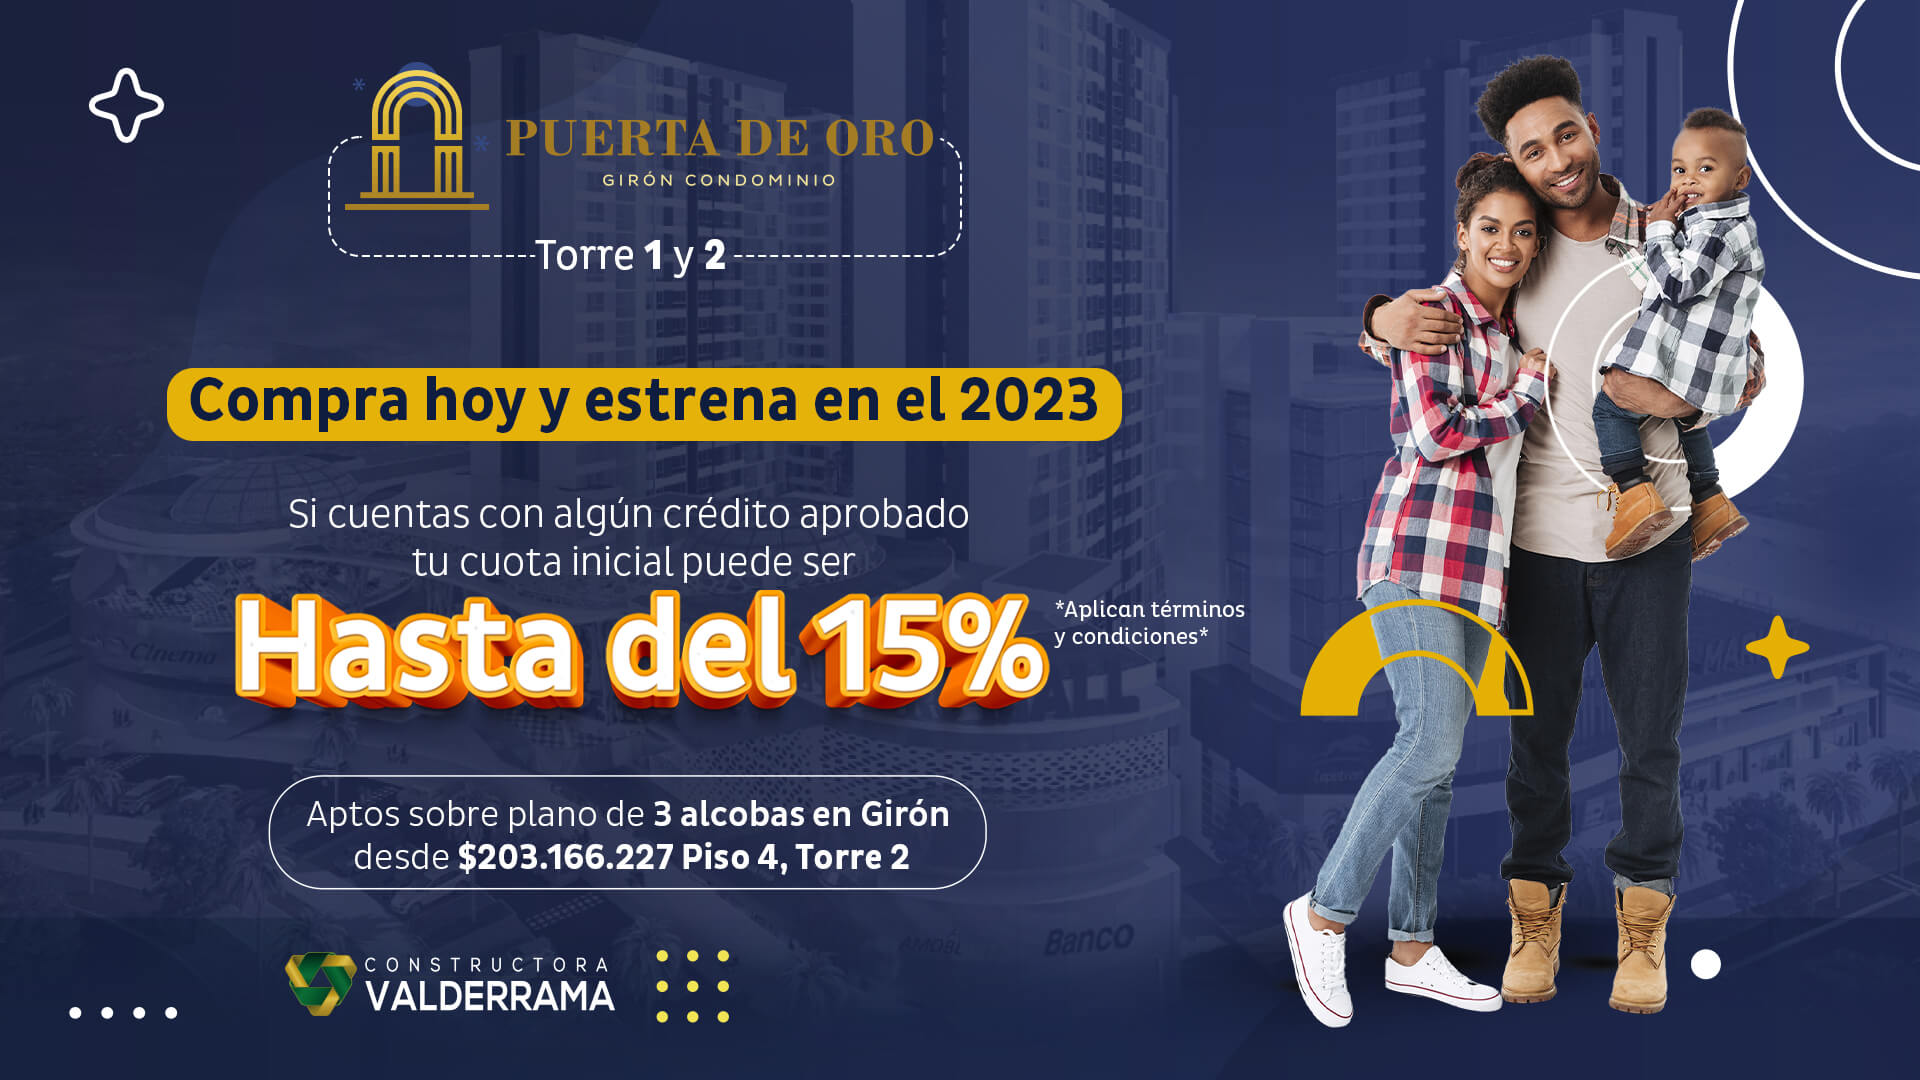 PUERTA DE ORO
GIRÓN CONDOMINIO
Torre 1 y 2
Compra hoy y estrena en el 2023
Si cuentas con algún crédito aprobado
tu cuota inicial puede ser
Hasta del 15%
*Aplican términos
y condiciones*
Aptos sobre plano de 3 alcobas en Girón
desde $203.166.227 Piso 4, Torre 2
CONSTRUCTORA
VALDERRAMA
Cinema
Banco